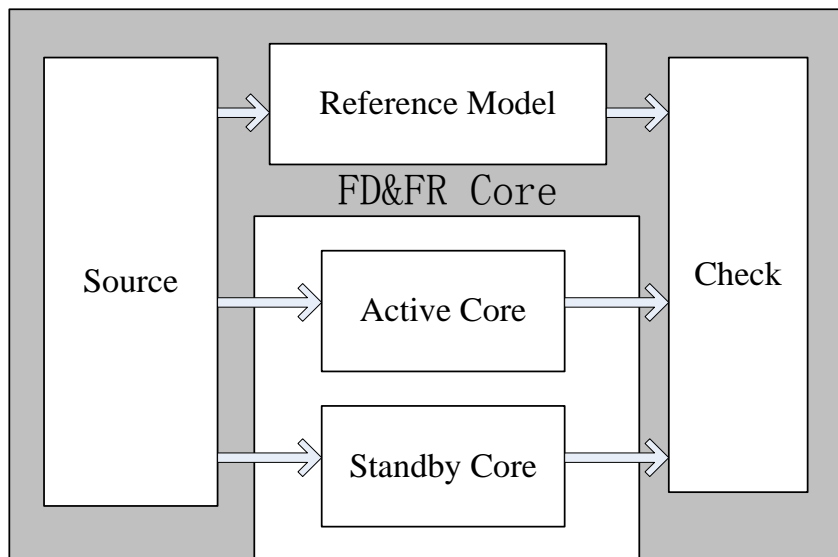 Reference Model
FD&FR Core
Source
Active Core
Check
Standby Core